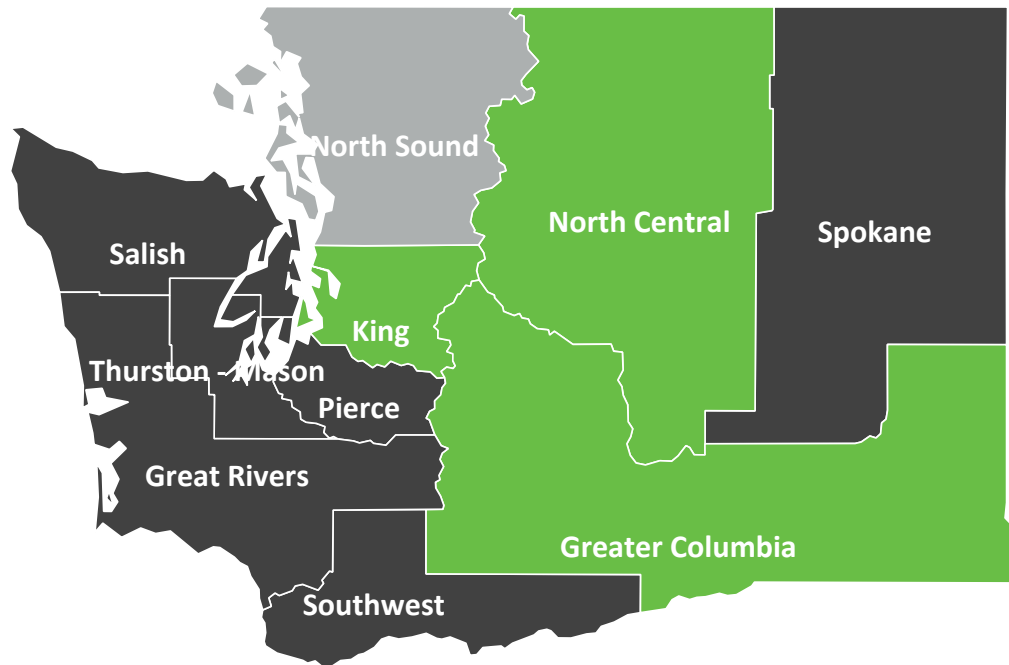 North Sound
North Central
Spokane
Salish
King
Thurston - Mason
Pierce
Great Rivers
Greater Columbia
Southwest